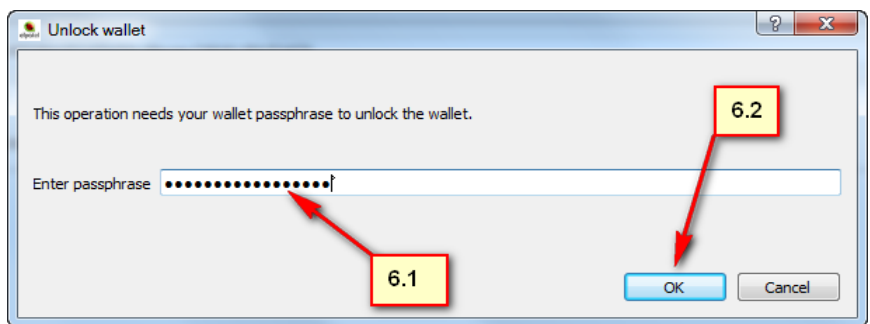 Unlock wallet
This operation needs your wallet passphrase to unlock the wallet.
6.2
Enter passphrase •••••••••••••••••
6.1
OK Cancel